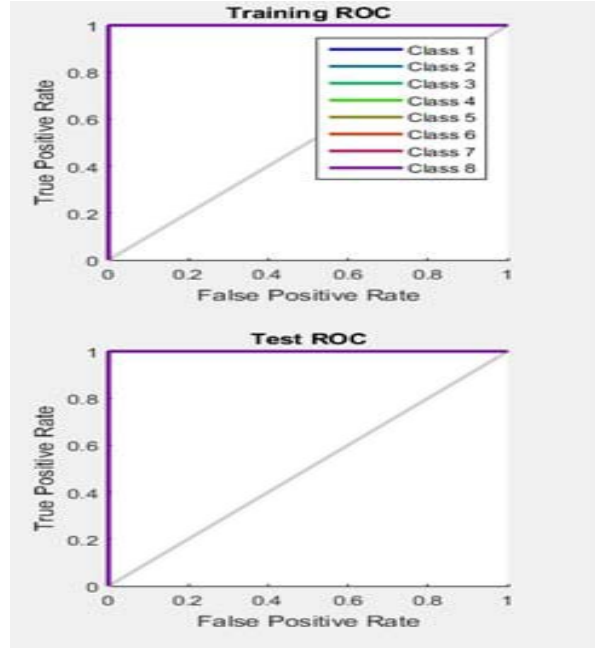 Training ROC
1
0.8
0.6
0.4
0.2
0
True Positive Rate
Class 1
Class 2
Class 3
Class 4
Class 5
Class 6
Class 7
Class 8
0 0.2 0.4 0.6 0.8 1
False Positive Rate
Test ROC
1
0.8
0.6
0.4
0.2
0
True Positive Rate
0 0.2 0.4 0.6 0.8 1
False Positive Rate